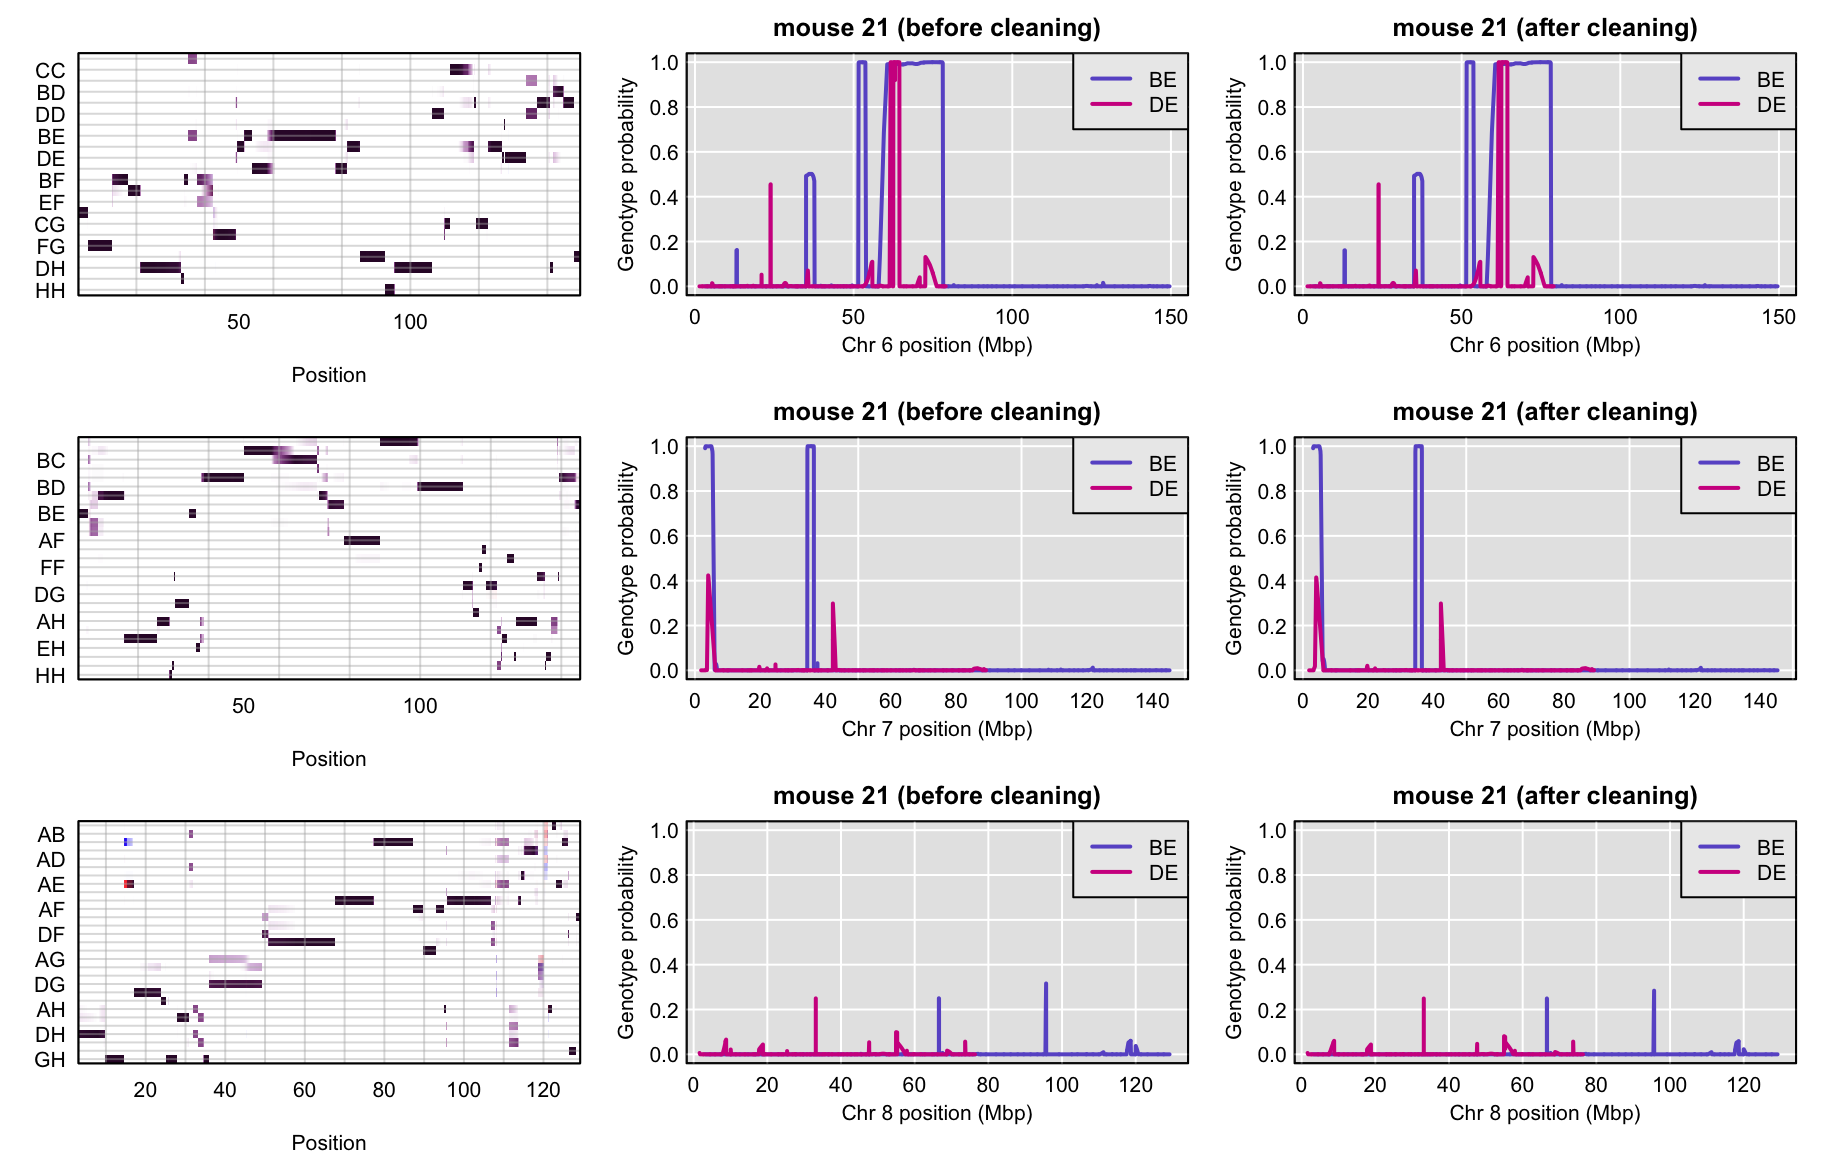 CC
BD
DD
BE
DE
BF
EF
CG
FG
DH
HH
50 100
Position
mouse 21 (before cleaning)
Genotype probability
1.0
0.8
0.6
0.4
0.2
0.0
BE
DE
0 50 100 150
Chr 6 position (Mbp)
mouse 21 (after cleaning)
Genotype probability
1.0
0.8
0.6
0.4
0.2
0.0
BE
DE
0 50 100 150
Chr 6 position (Mbp)
BC
BD
BE
AF
FF
DG
AH
EH
HH
50 100
Position
mouse 21 (before cleaning)
Genotype probability
1.0
0.8
0.6
0.4
0.2
0.0
BE
DE
0 20 40 60 80 100 120 140
Chr 7 position (Mbp)
mouse 21 (after cleaning)
Genotype probability
1.0
0.8
0.6
0.4
0.2
0.0
BE
DE
0 20 40 60 80 100 120 140
Chr 7 position (Mbp)
AB
AD
AE
AF
DF
AG
DG
AH
DH
GH
20 40 60 80 100 120
Position
mouse 21 (before cleaning)
Genotype probability
1.0
0.8
0.6
0.4
0.2
0.0
BE
DE
0 20 40 60 80 100 120
Chr 8 position (Mbp)
mouse 21 (after cleaning)
Genotype probability
1.0
0.8
0.6
0.4
0.2
0.0
BE
DE
0 20 40 60 80 100 120
Chr 8 position (Mbp)